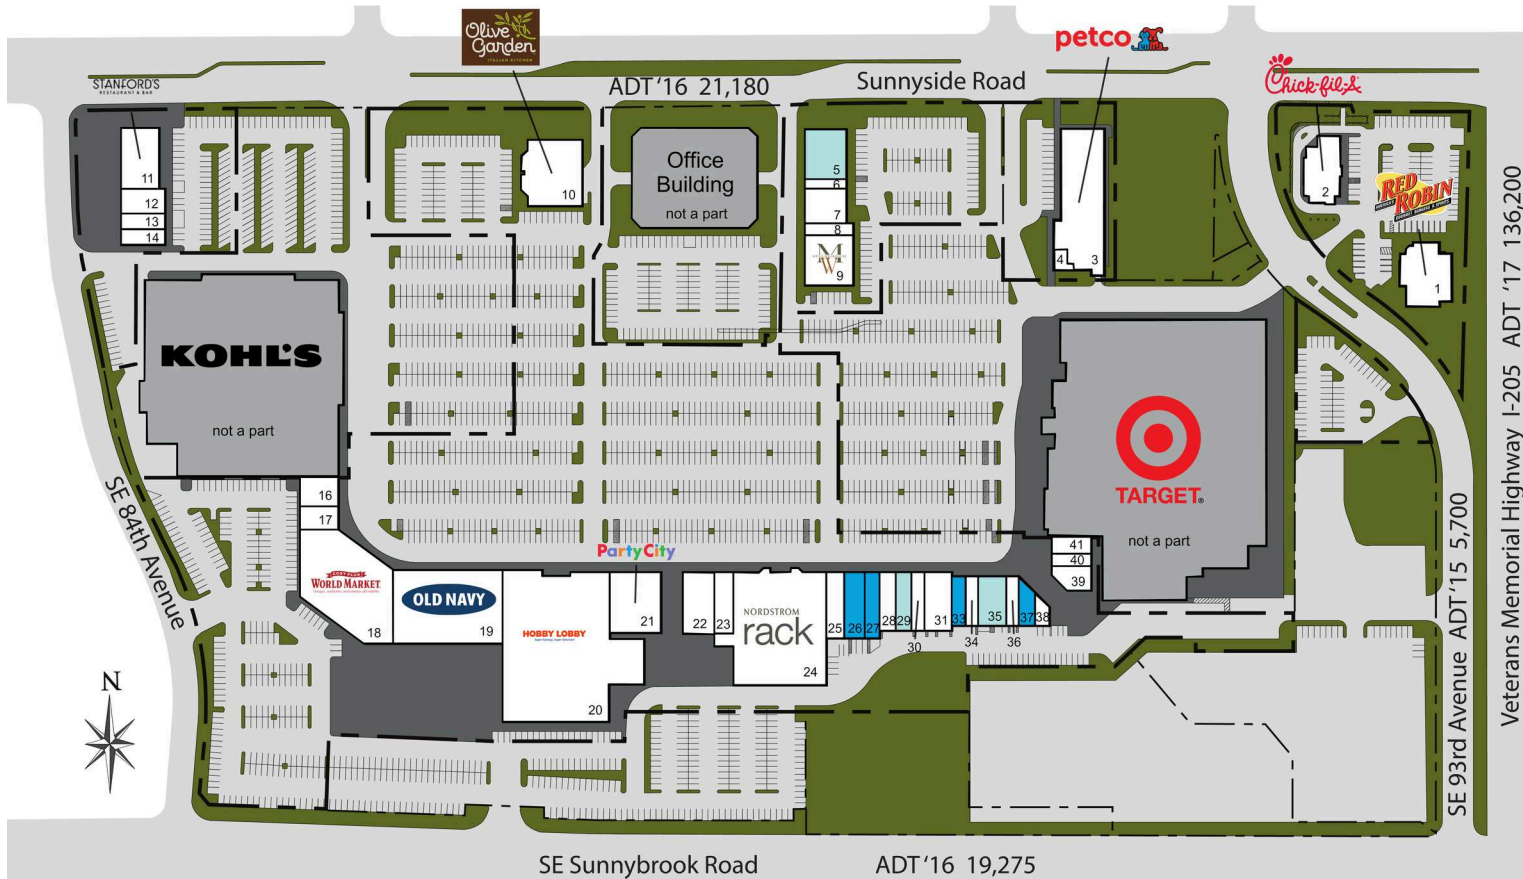 Olive
Garden
ITALIAN KITCHEN
petco
STANFORD'S
RESTAURANT & BAR
ADT '16 21,180
Sunnyside Road
Chick-fil-A
11
12
13
14
10
Office
Building
not a part
5
6
7
8
MW
9
4
3
2
RED
ROBIN
1
KOHL'S
not a part
TARGET
not a part
16
17
PartyCity
41
40
39
COST PLUS
WORLD MARKET
18
OLD NAVY
19
HOBBY LOBBY
20
21
22
23
NORDSTROM
rack
24
25
26
27
28
29
30
31
33
34
35
36
37
38
N
SE 84th Avenue
SE 93rd Avenue ADT '15 5,700
Veterans Memorial Highway I-205 ADT '17 136,200
SE Sunnybrook Road
ADT '16 19,275